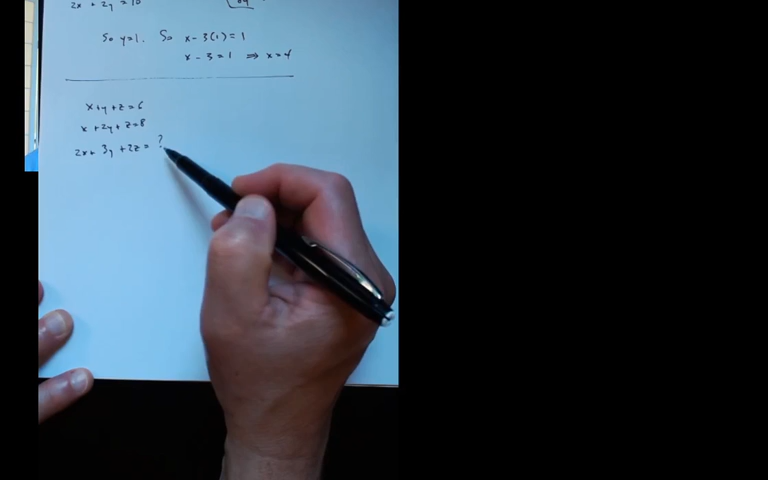 2x + 2y = 10
So y=1. So x-3(1)=1
x-3=1 ⇒ x=4
x+y+z=6
x+2y+z=8
2x+3y+2z=?